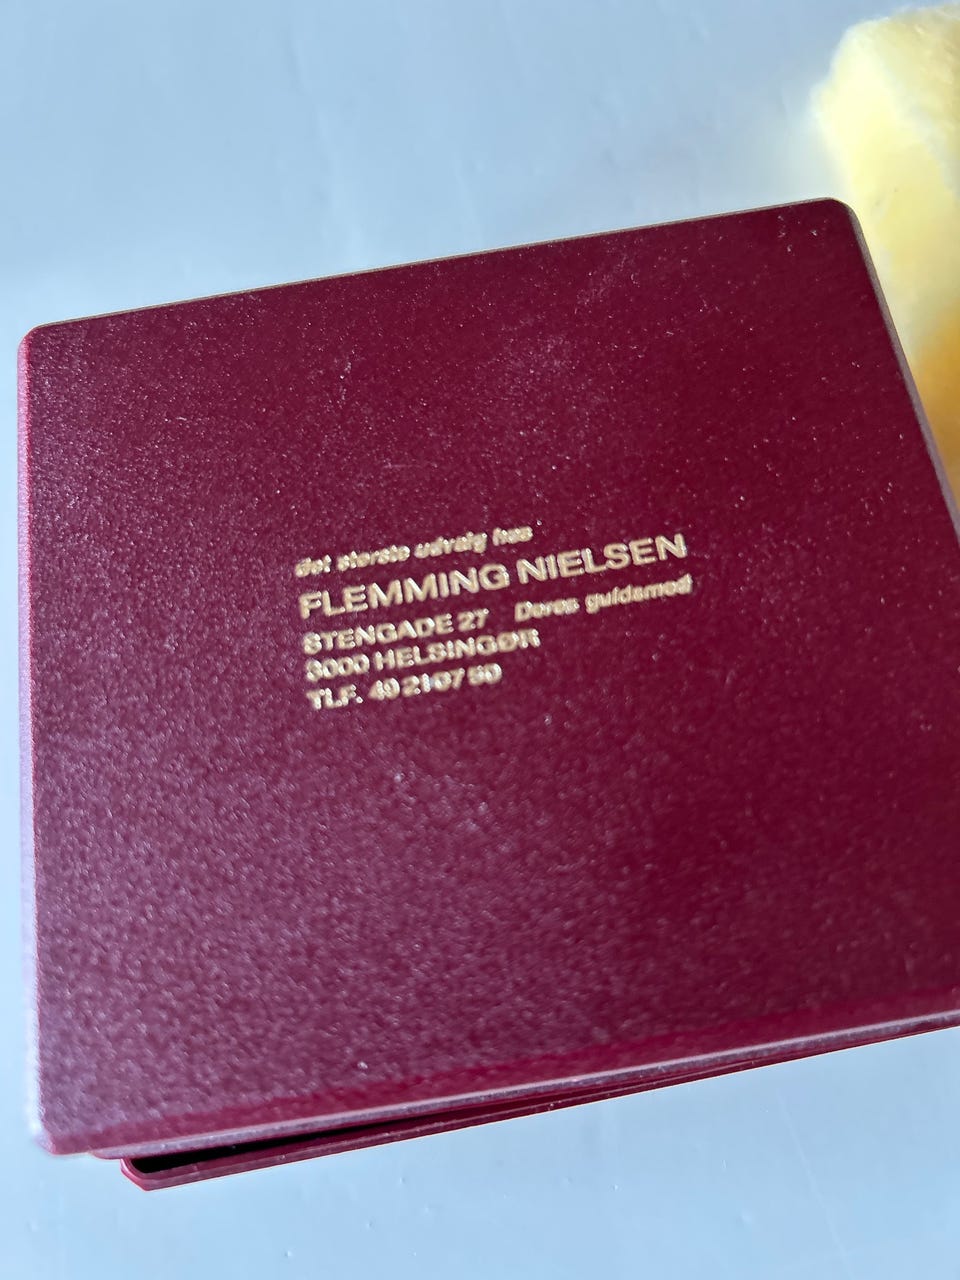 det største udvalg hos
FLEMMING NIELSEN
STENGADE 27 Deres guldsmed
3000 HELSINGØR
TLF. 49 21 07 50